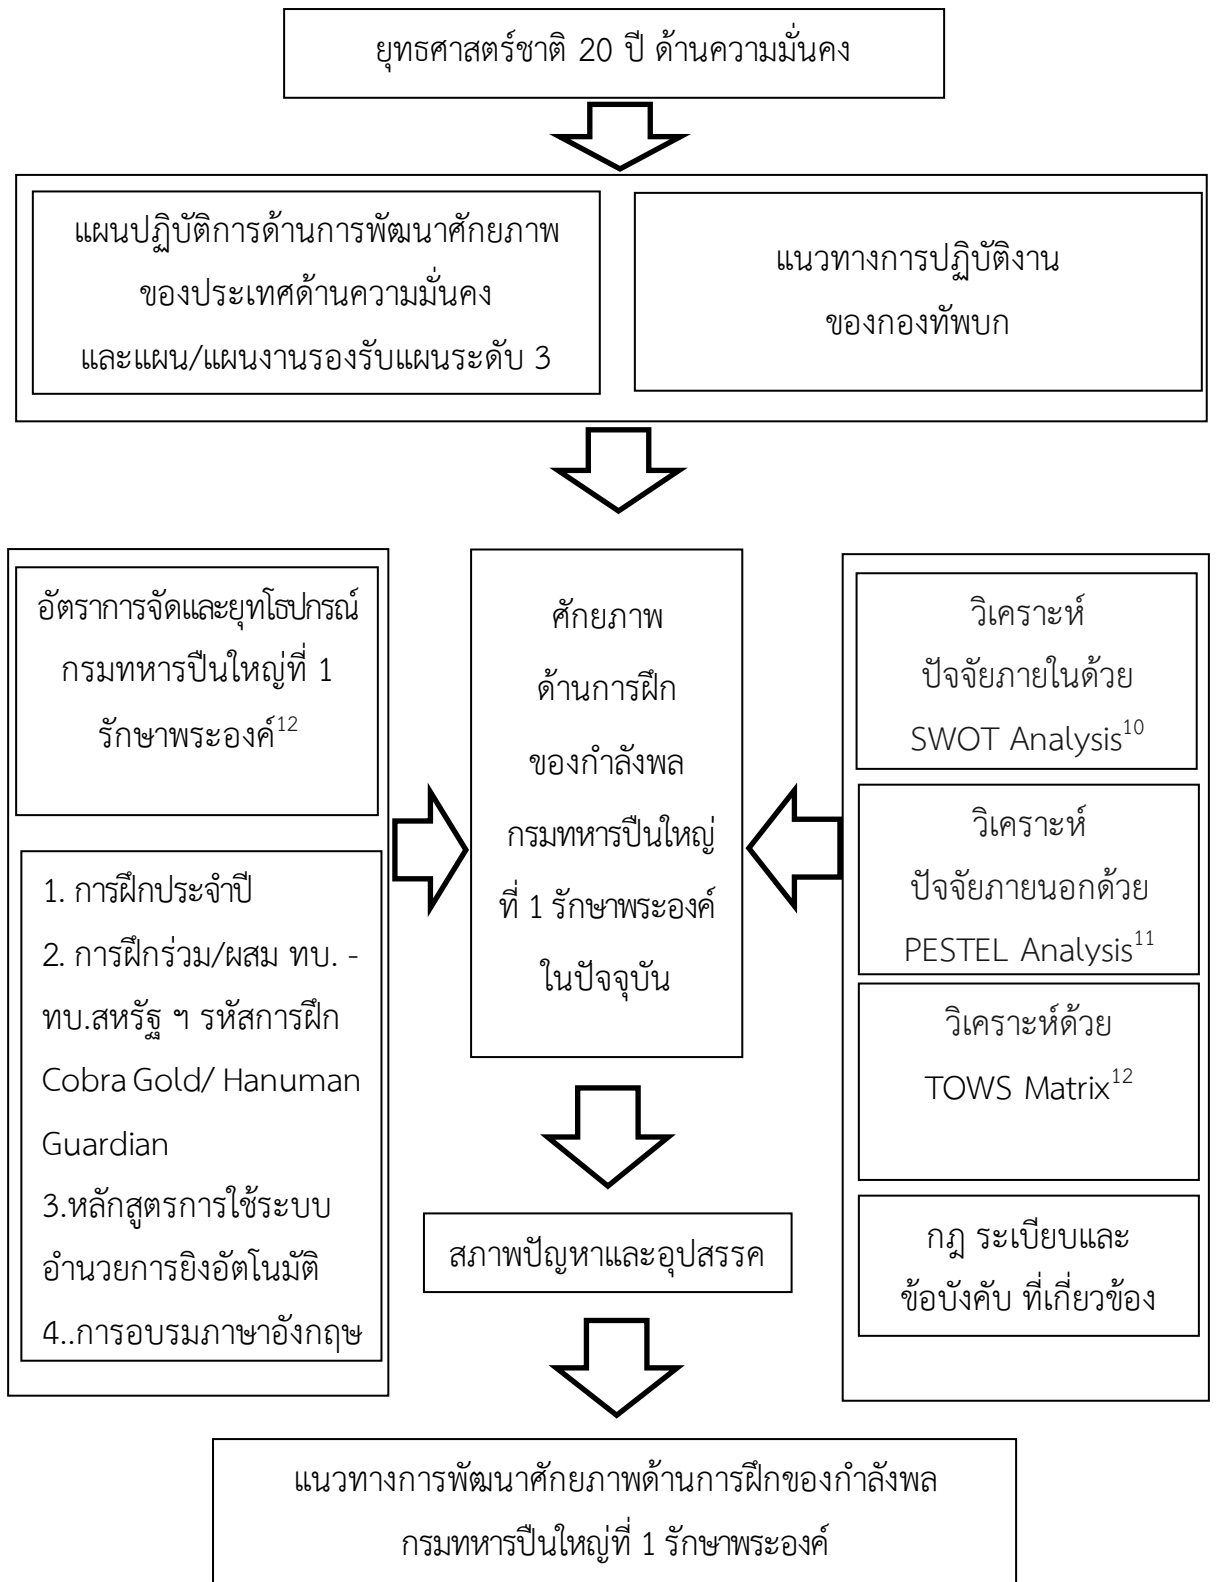 ยุทธศาสตร์ชาติ 20 ปี ด้านความมั่นคง
แผนปฏิบัติการด้านการพัฒนาศักยภาพ
ของประเทศด้านความมั่นคง
และแผน/แผนงานรองรับแผนระดับ 3
แนวทางการปฏิบัติงาน
ของกองทัพบก
อัตราการจัดและยุทโธปกรณ์
กรมทหารปืนใหญ่ที่ 1
รักษาพระองค์12
1. การฝึกประจำปี
2. การฝึกร่วม/ผสม ทบ. -
ทบ.สหรัฐ ฯ รหัสการฝึก
Cobra Gold/ Hanuman
Guardian
3.หลักสูตรการใช้ระบบ
อำนวยการยิงอัตโนมัติ
4..การอบรมภาษาอังกฤษ
ศักยภาพ
ด้านการฝึก
ของกำลังพล
กรมทหารปืนใหญ่
ที่ 1 รักษาพระองค์
ในปัจจุบัน
วิเคราะห์
ปัจจัยภายในด้วย
SWOT Analysis10
วิเคราะห์
ปัจจัยภายนอกด้วย
PESTEL Analysis11
วิเคราะห์ด้วย
TOWS Matrix12
กฎ ระเบียบและ
ข้อบังคับ ที่เกี่ยวข้อง
สภาพปัญหาและอุปสรรค
แนวทางการพัฒนาศักยภาพด้านการฝึกของกำลังพล
กรมทหารปืนใหญ่ที่ 1 รักษาพระองค์